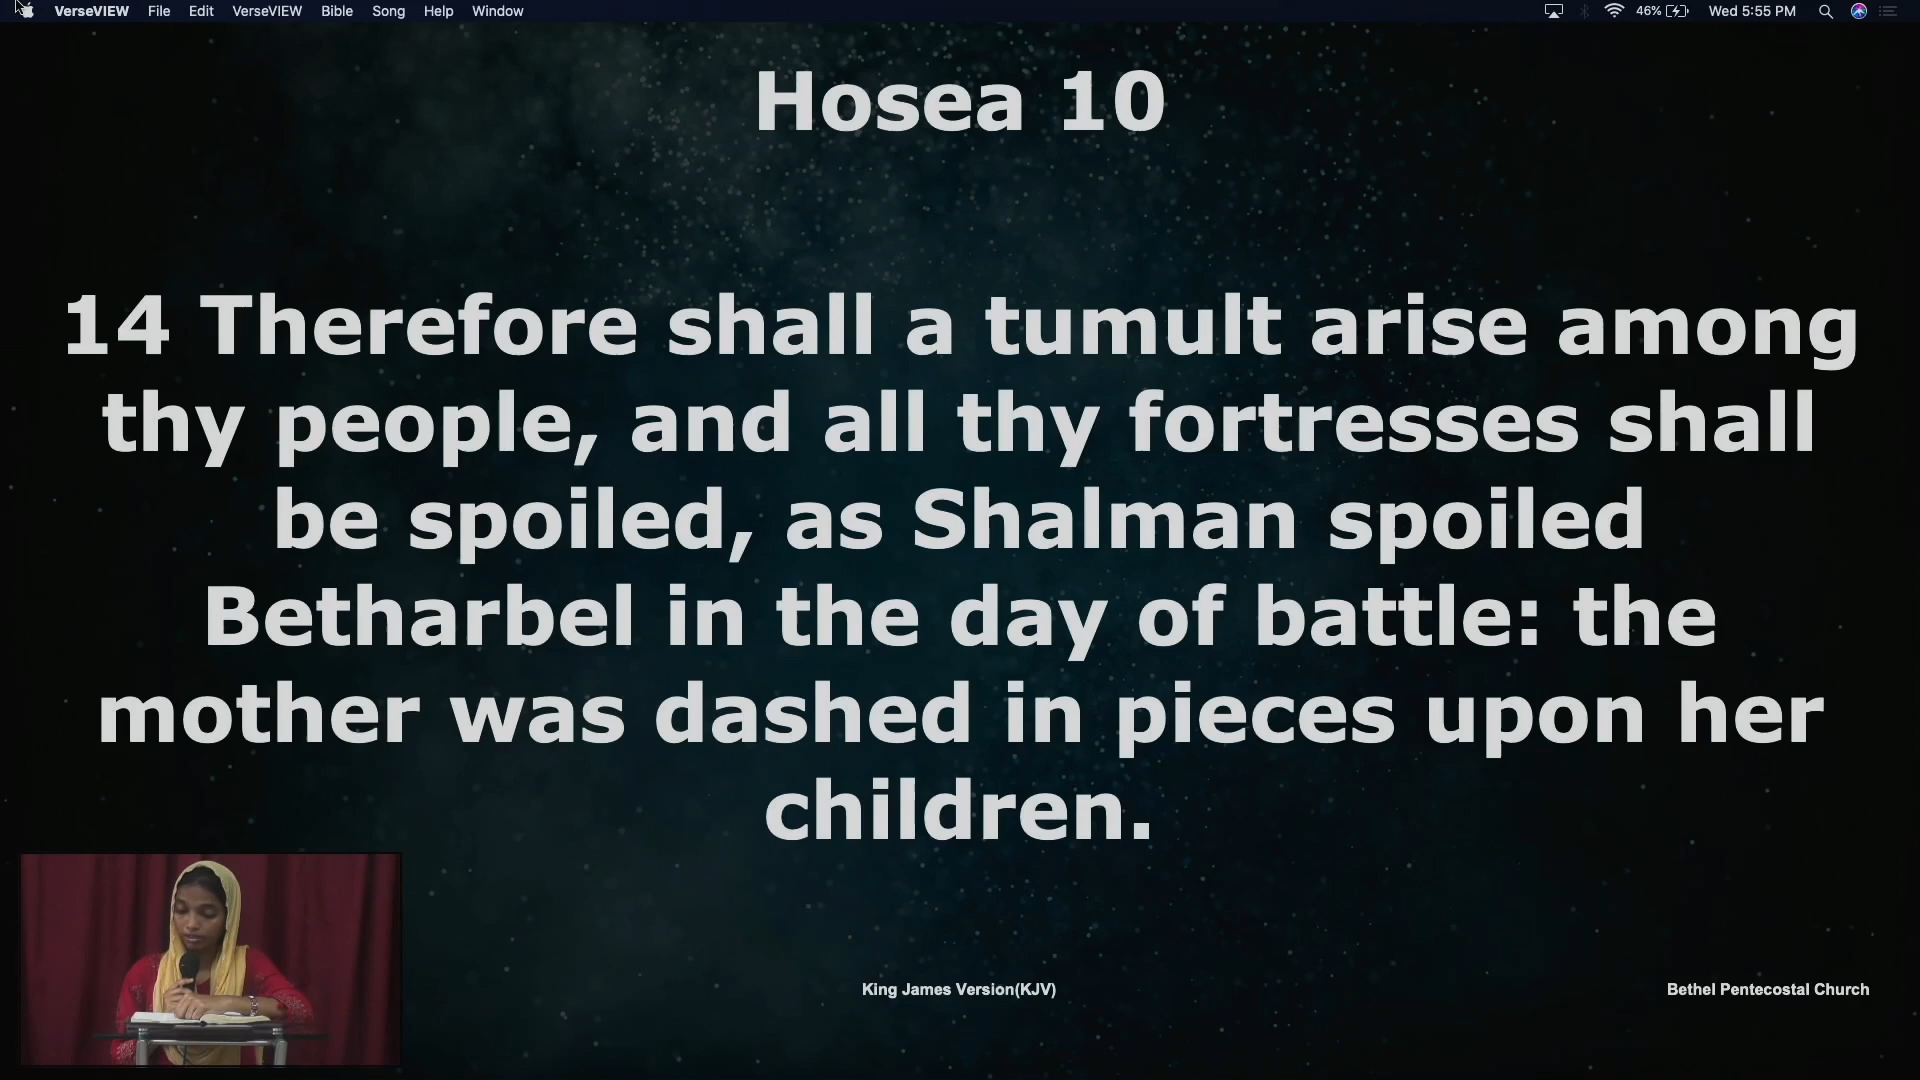 VerseVIEW File Edit VerseVIEW Bible Song Help Window 46% Wed 5:55 PM
Hosea 10
14 Therefore shall a tumult arise among
thy people, and all thy fortresses shall
be spoiled, as Shalman spoiled
Betharbel in the day of battle: the
mother was dashed in pieces upon her
children.
King James Version(KJV)
Bethel Pentecostal Church